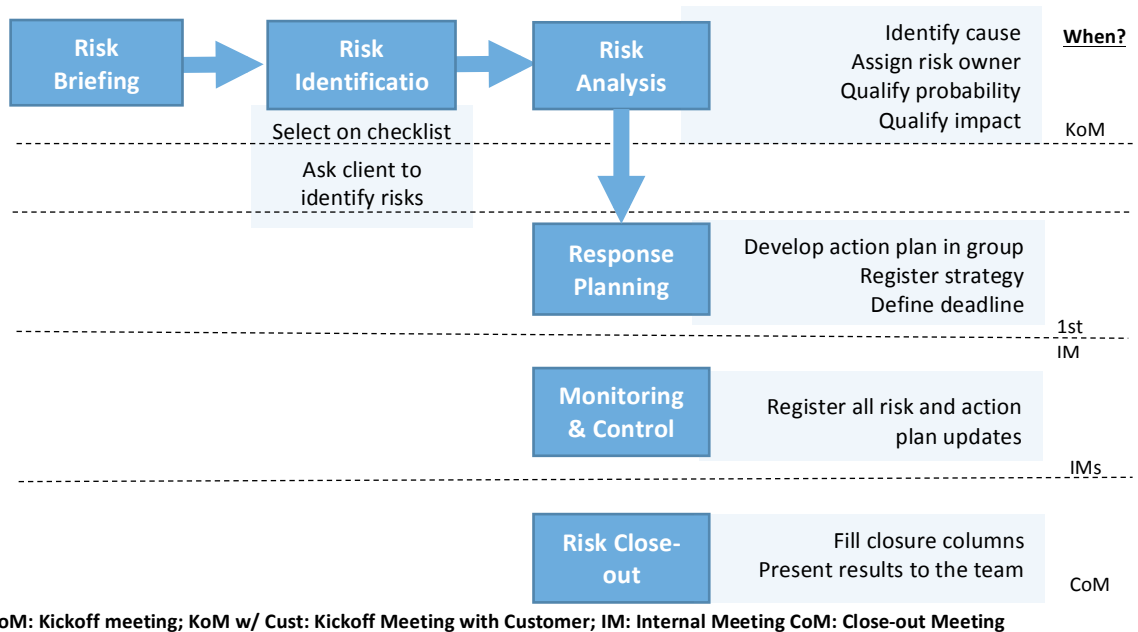 Risk
Briefing
Risk
Identificatio
Risk
Analysis
Identify cause
Assign risk owner
Qualify probability
Qualify impact
When?
KoM
Select on checklist
Ask client to
identify risks
Response
Planning
Develop action plan in group
Register strategy
Define deadline
1st
IM
Monitoring
& Control
Register all risk and action
plan updates
IMs
Risk Close-
out
Fill closure columns
Present results to the team
CoM
oM: Kickoff meeting; KoM w/ Cust: Kickoff Meeting with Customer; IM: Internal Meeting CoM: Close-out Meeting